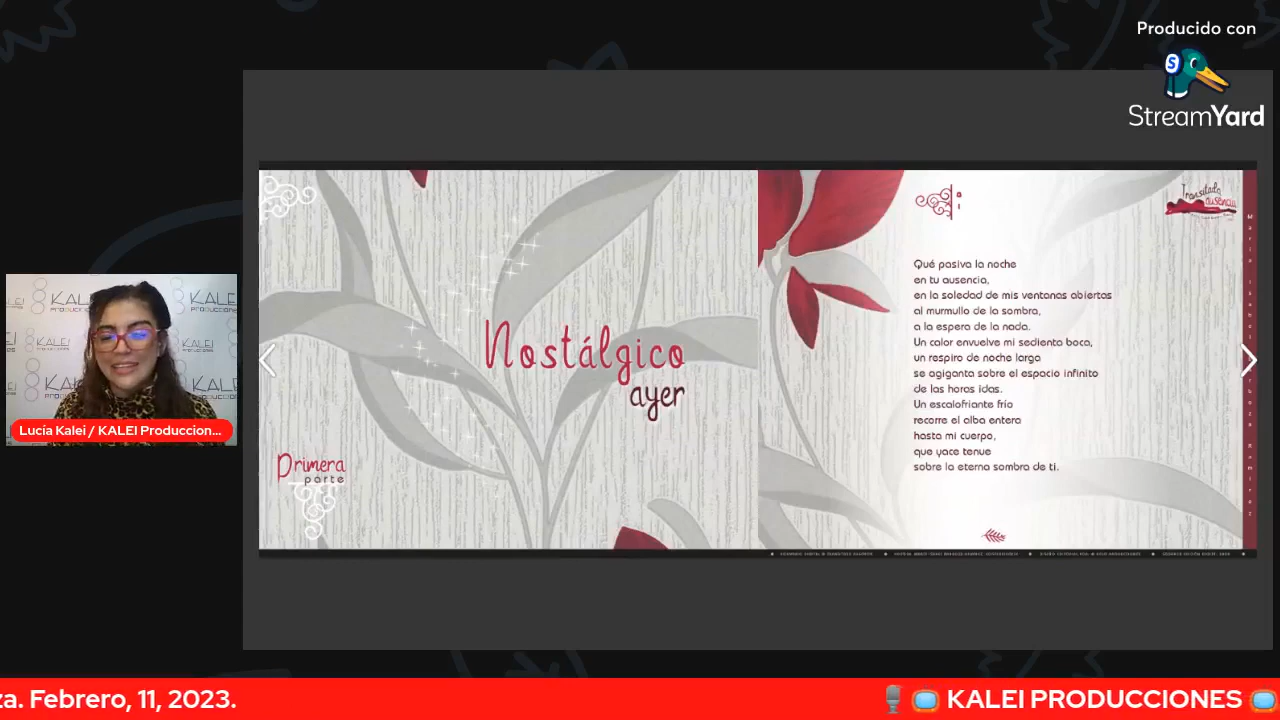 Producido con
StreamYard
Nostálgico
ayer
Primera
parte
Transitada
ausencia
Qué pasiva la noche
en tu ausencia,
en la soledad de mis ventanas abiertas
al murmullo de la sombra,
a la espera de la nada.
Un calor envuelve mi sedienta boca,
un respiro de noche larga
se agiganta sobre el espacio infinito
de las horas idas.
Un escalofriante frío
recorre el alba entera
hasta mi cuerpo,
que yace tenue
sobre la eterna sombra de ti.
KALEI
Producciones
Lucía Kalei / KALEI Produccion...
za. Febrero, 11, 2023.
KALEI PRODUCCIONES